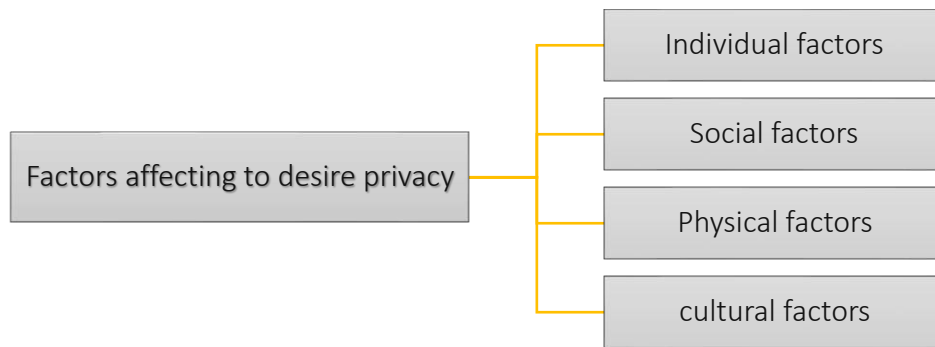 Individual factors
Social factors
Factors affecting to desire privacy
Physical factors
cultural factors